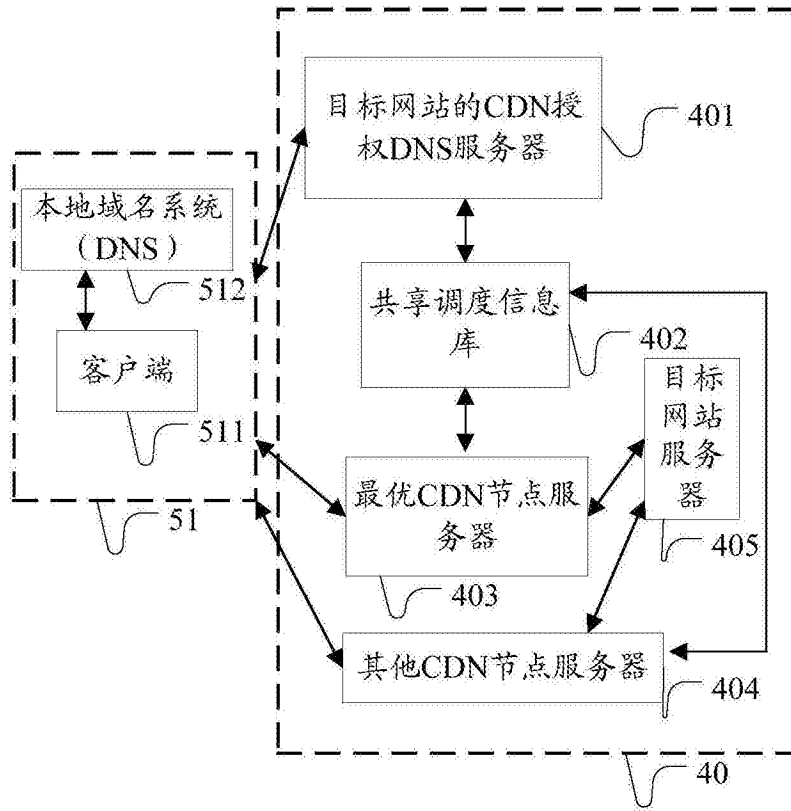 目标网站的CDN授
权DNS服务器
401
本地域名系统
（DNS）
512
共享调度信息
库
402
客户端
511
目标
网站
服务
器
405
最优CDN节点服
务器
403
51
其他CDN节点服务器
404
40